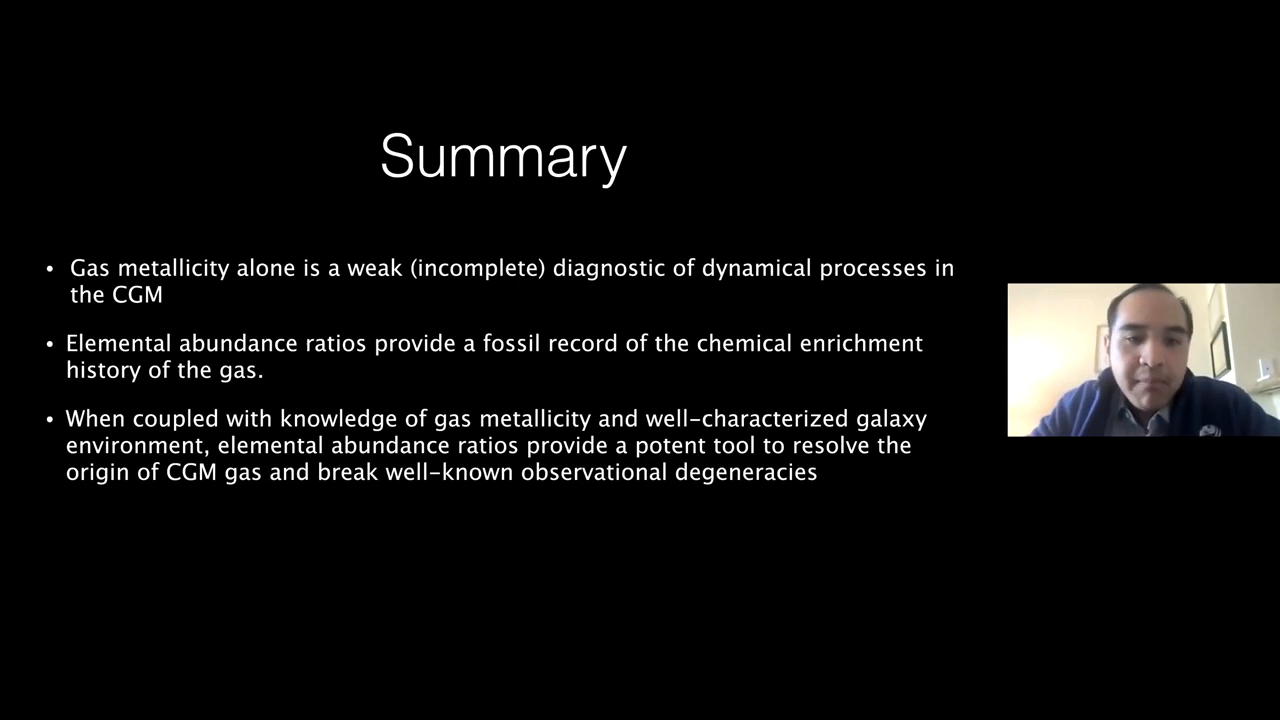 Summary
• Gas metallicity alone is a weak (incomplete) diagnostic of dynamical processes in
the CGM
• Elemental abundance ratios provide a fossil record of the chemical enrichment
history of the gas.
• When coupled with knowledge of gas metallicity and well-characterized galaxy
environment, elemental abundance ratios provide a potent tool to resolve the
origin of CGM gas and break well-known observational degeneracies